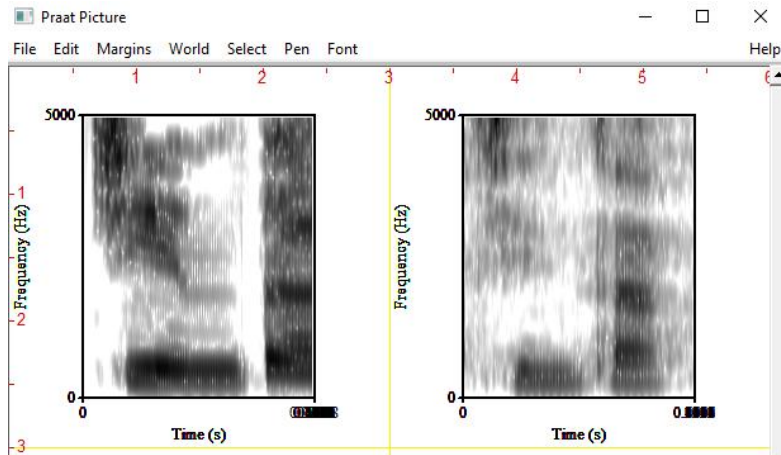 Praat Picture
File Edit Margins World Select Pen Font Help
1 2 3 4 5 6
5000 5000
1
Frequency (Hz) Frequency (Hz)
2
0 0
0 0
Time (s) Time (s)
3